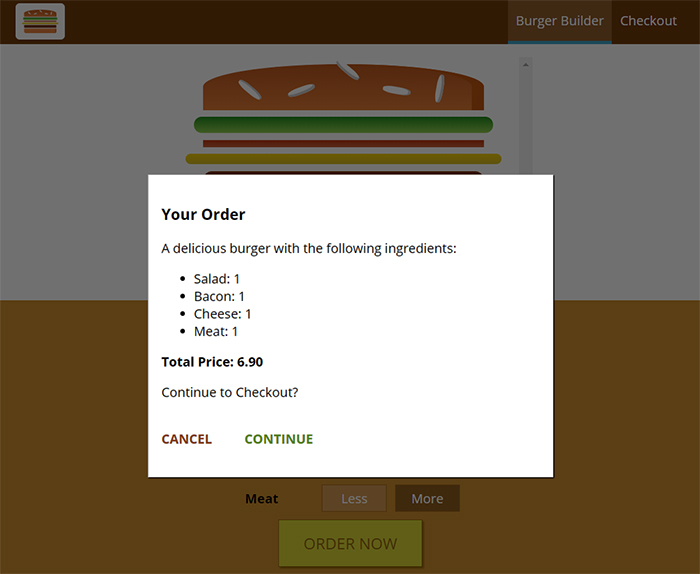 Burger Builder
Checkout
Your Order
A delicious burger with the following ingredients:
Salad: 1
Bacon: 1
Cheese: 1
Meat: 1
Total Price: 6.90
Continue to Checkout?
CANCEL
CONTINUE
Meat
Less
More
ORDER NOW